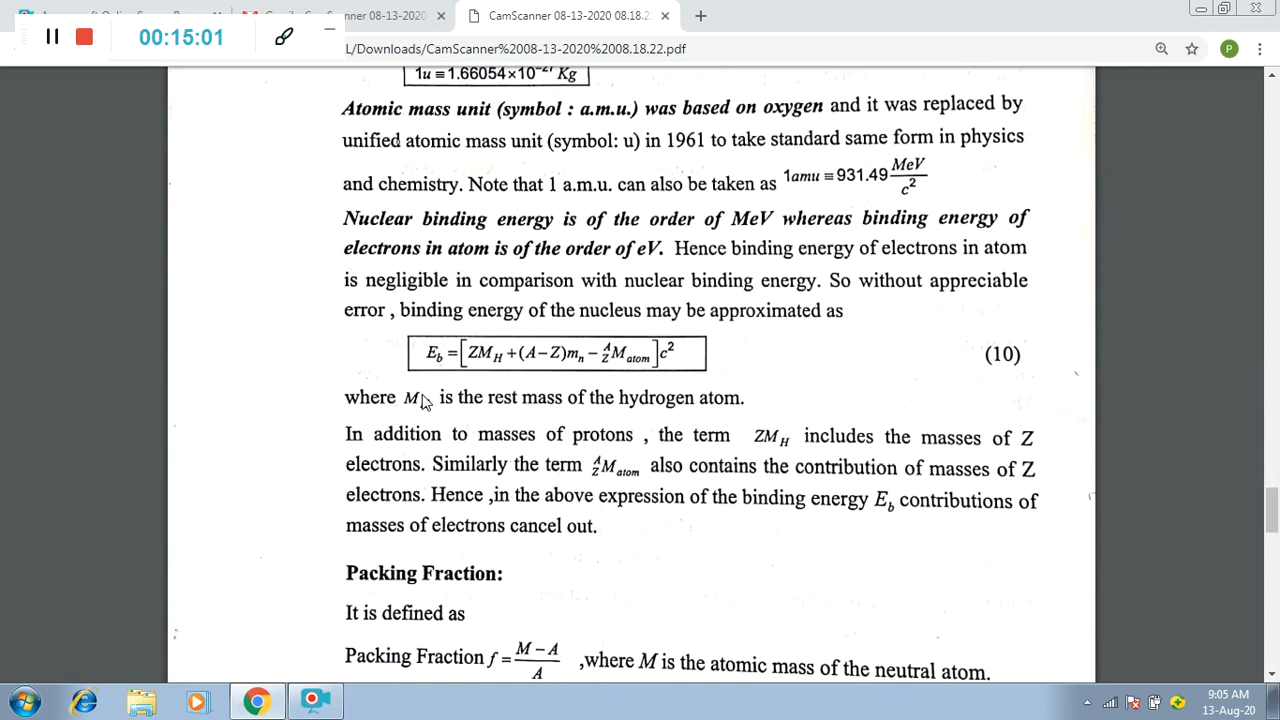 nner 08-13-2020
CamScanner 08-13-2020 08.18.2
00:15:01
L/Downloads/CamScanner%2008-13-2020%2008.18.22.pdf
P
1u ≡ 1.66054×10⁻²⁷ Kg
Atomic mass unit (symbol : a.m.u.) was based on oxygen and it was replaced by
unified atomic mass unit (symbol: u) in 1961 to take standard same form in physics
and chemistry. Note that 1 a.m.u. can also be taken as 1amu ≡ 931.49 MeV/c²
Nuclear binding energy is of the order of MeV whereas binding energy of
electrons in atom is of the order of eV. Hence binding energy of electrons in atom
is negligible in comparison with nuclear binding energy. So without appreciable
error , binding energy of the nucleus may be approximated as
E_b = [ZM_H + (A−Z)m_n − ᴬ_Z M_atom]c² (10)
where M is the rest mass of the hydrogen atom.
In addition to masses of protons , the term ZM_H includes the masses of Z
electrons. Similarly the term ᴬ_Z M_atom also contains the contribution of masses of Z
electrons. Hence ,in the above expression of the binding energy E_b contributions of
masses of electrons cancel out.
Packing Fraction:
It is defined as
Packing Fraction f = M − A / A ,where M is the atomic mass of the neutral atom.
9:05 AM
13-Aug-20